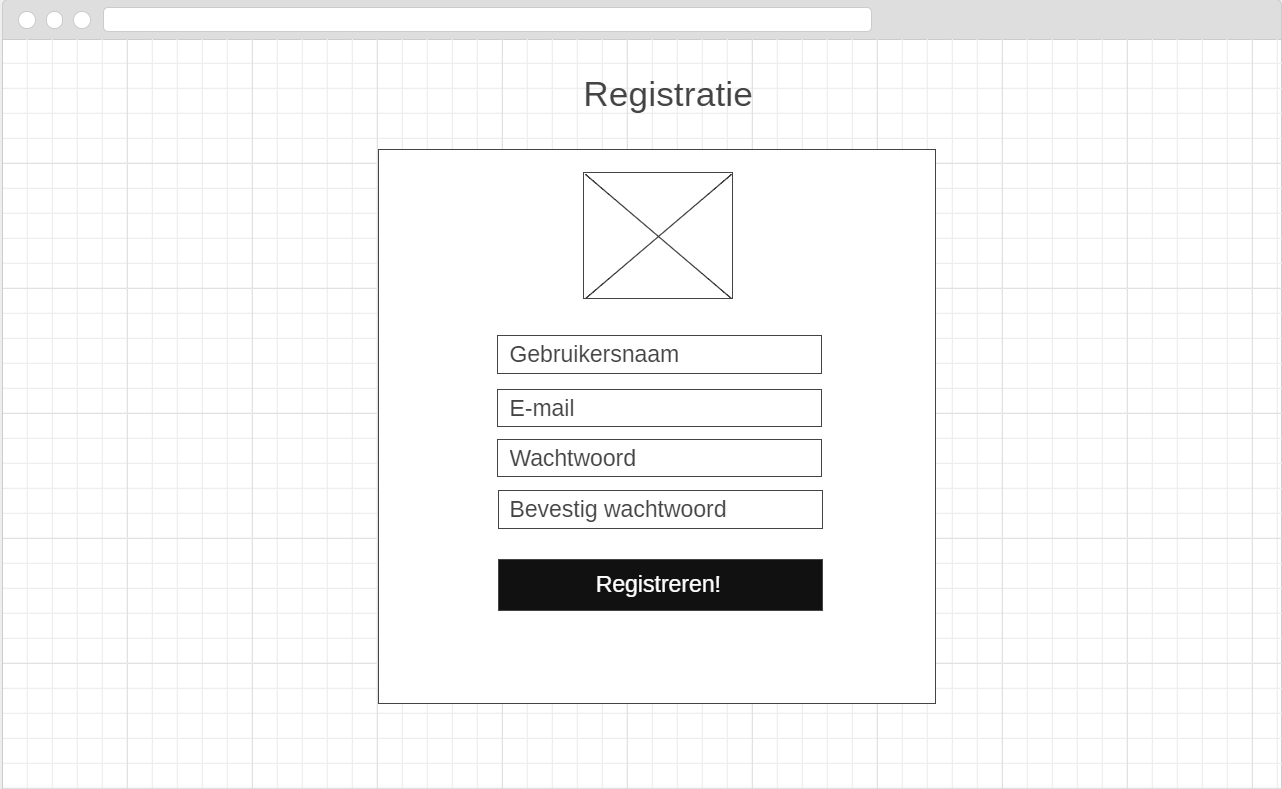 Registratie
Gebruikersnaam
E-mail
Wachtwoord
Bevestig wachtwoord
Registreren!